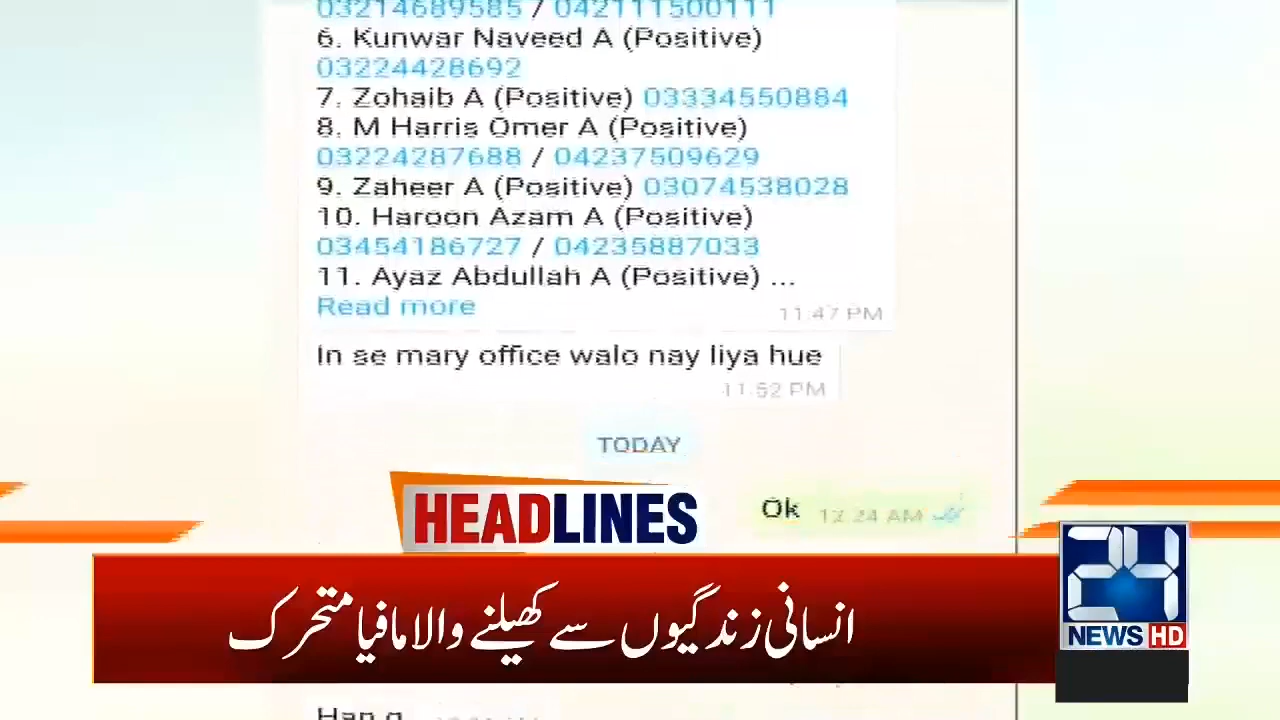 03214689585 / 042111500111
6. Kunwar Naveed A (Positive)
03224428692
7. Zohaib A (Positive) 03334550884
8. M Harris Omer A (Positive)
03224287688 / 04237509629
9. Zaheer A (Positive) 03074538028
10. Haroon Azam A (Positive)
03454186727 / 04235887033
11. Ayaz Abdullah A (Positive) ...
Read more
11:47 PM
In se mary office walo nay liya hue
11:52 PM
TODAY
Ok 12:24 AM
HEADLINES
24
NEWS HD
انسانی زندگیوں سے کھیلنے والا مافیا متحرک